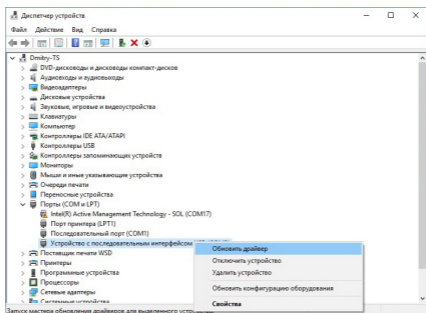 Диспетчер устройств
Файл Действие Вид Справка
Dmitry-TS
DVD-дисководы и дисководы компакт-дисков
Аудиовходы и аудиовыходы
Видеоадаптеры
Дисковые устройства
Звуковые, игровые и видеоустройства
Клавиатуры
Компьютер
Контроллеры IDE ATA/ATAPI
Контроллеры USB
Контроллеры запоминающих устройств
Мониторы
Мыши и иные указывающие устройства
Очереди печати
Переносные устройства
Порты (COM и LPT)
Intel(R) Active Management Technology - SOL (COM17)
Порт принтера (LPT1)
Последовательный порт (COM1)
Устройство с последовательным интерфейсом
Обновить драйвер
Поставщик печати WSD
Отключить устройство
Принтеры
Удалить устройство
Программные устройства
Процессоры
Обновить конфигурацию оборудования
Сетевые адаптеры
Системные устройства
Свойства
Запуск мастера обновления драйверов для выделенного